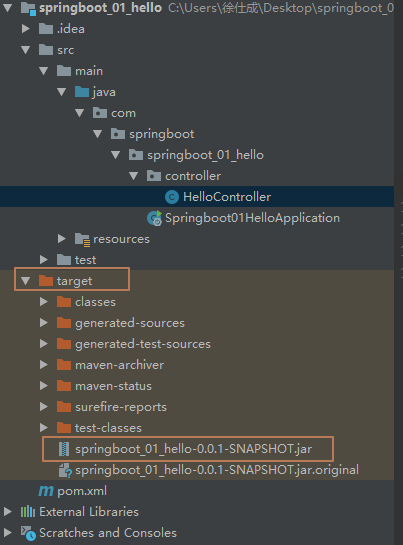 springboot_01_hello C:\Users\徐仕成\Desktop\springboot_0
.idea
src
main
java
com
springboot
springboot_01_hello
controller
HelloController
Springboot01HelloApplication
resources
test
target
classes
generated-sources
generated-test-sources
maven-archiver
maven-status
surefire-reports
test-classes
springboot_01_hello-0.0.1-SNAPSHOT.jar
springboot_01_hello-0.0.1-SNAPSHOT.jar.original
pom.xml
External Libraries
Scratches and Consoles